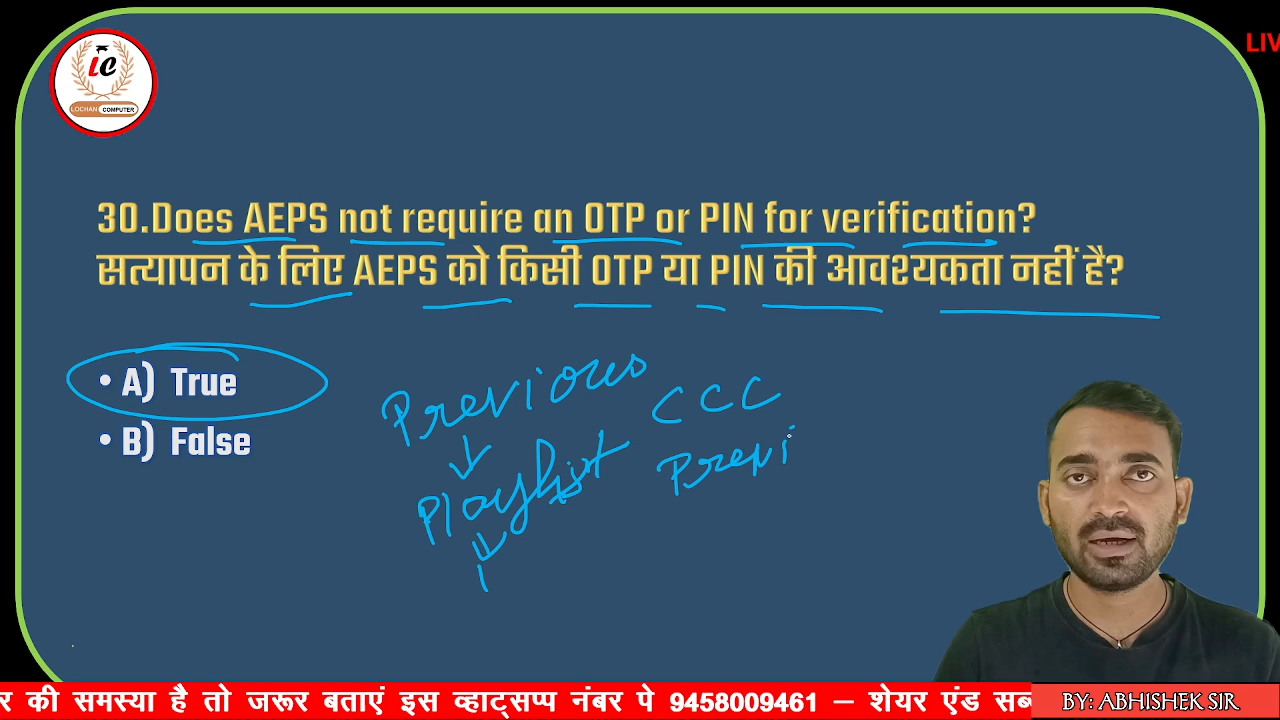 LIV
LC
LOCHAN COMPUTER
30.Does AEPS not require an OTP or PIN for verification?
सत्यापन के लिए AEPS को किसी OTP या PIN की आवश्यकता नहीं है?
• A) True
• B) False
Previous
Playlist
CCC
Previ
र की समस्या है तो जरूर बताएं इस व्हाट्सप्प नंबर पे 9458009461 – शेयर एंड सब्
BY: ABHISHEK SIR